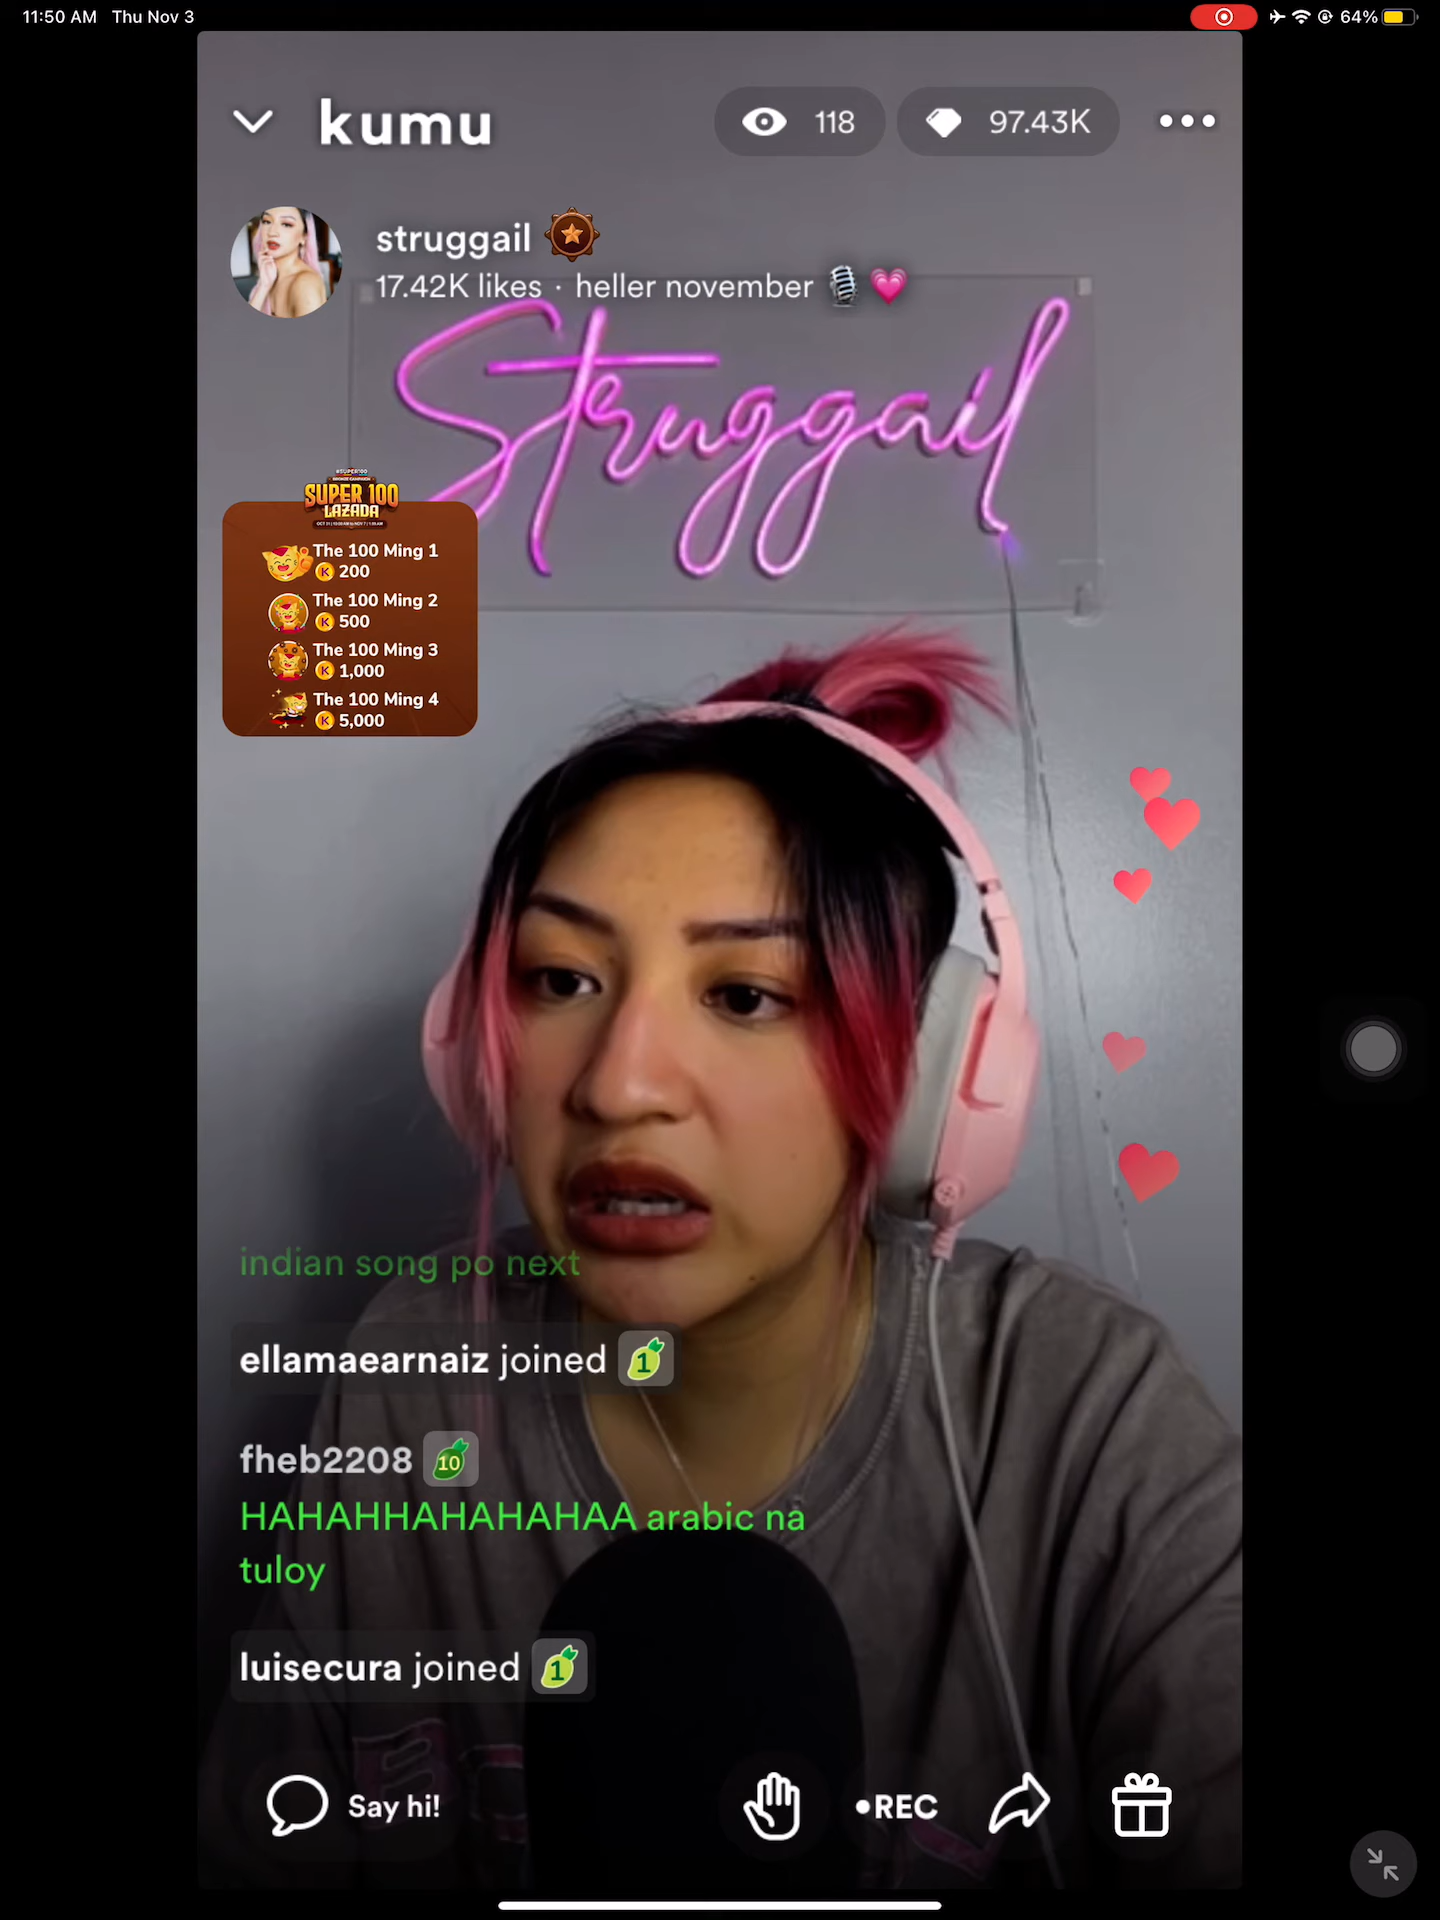 11:50 AM Thu Nov 3
64%
kumu
118
97.43K
struggail
17.42K likes · heller november
Struggail
#SUPER100
SUPER 100
LAZADA
The 100 Ming 1
200
The 100 Ming 2
500
The 100 Ming 3
1,000
The 100 Ming 4
5,000
indian song po next
ellamaearnaiz joined 1
fheb2208 10
HAHAHHAHAHAHAA arabic na
tuloy
luisecura joined 1
Say hi!
•REC